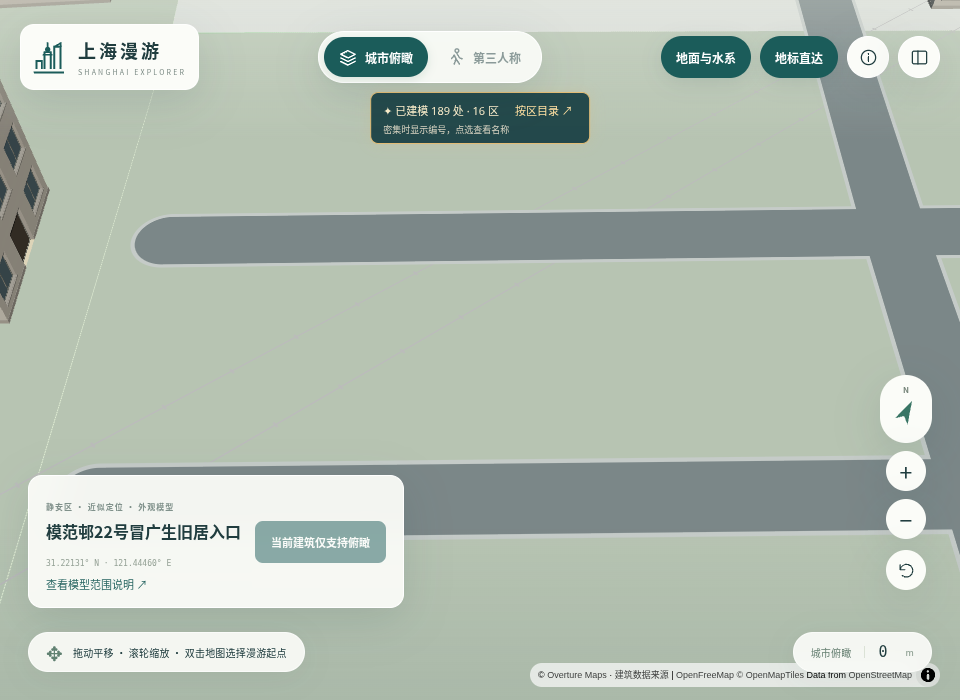 上海漫游
SHANGHAI EXPLORER
城市俯瞰
第三人称
地面与水系
地标直达
✦ 已建模 189 处 · 16 区 按区目录 ↗
密集时显示编号，点选查看名称
N
静安区 · 近似定位 · 外观模型
模范邨22号冒广生旧居入口
当前建筑仅支持俯瞰
31.22131° N · 121.44460° E
查看模型范围说明 ↗
拖动平移 · 滚轮缩放 · 双击地图选择漫游起点
城市俯瞰 0 m
© Overture Maps · 建筑数据来源 | OpenFreeMap © OpenMapTiles Data from OpenStreetMap